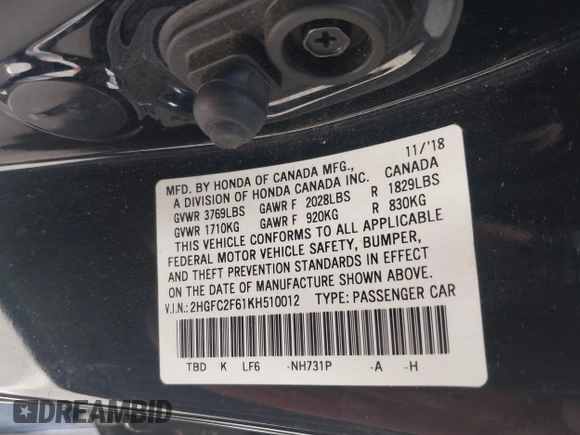 11/'18
MFD. BY HONDA OF CANADA MFG., CANADA
A DIVISION OF HONDA CANADA INC.
GVWR 3769LBS GAWR F 2028LBS R 1829LBS
GVWR 1710KG GAWR F 920KG R 830KG
THIS VEHICLE CONFORMS TO ALL APPLICABLE
FEDERAL MOTOR VEHICLE SAFETY, BUMPER,
AND THEFT PREVENTION STANDARDS IN EFFECT
ON THE DATE OF MANUFACTURE SHOWN ABOVE.
V.I.N.: 2HGFC2F61KH510012 TYPE: PASSENGER CAR
TBD K LF6 -NH731P -A -H
DREAMBID